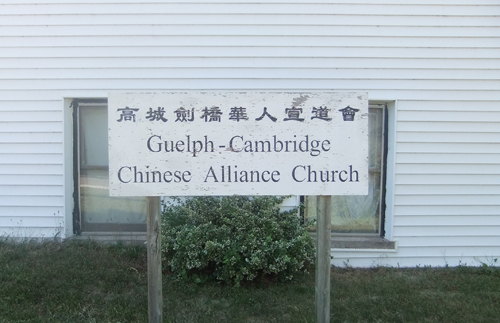 高城劍橋華人宣道會
Guelph-Cambridge
Chinese Alliance Church